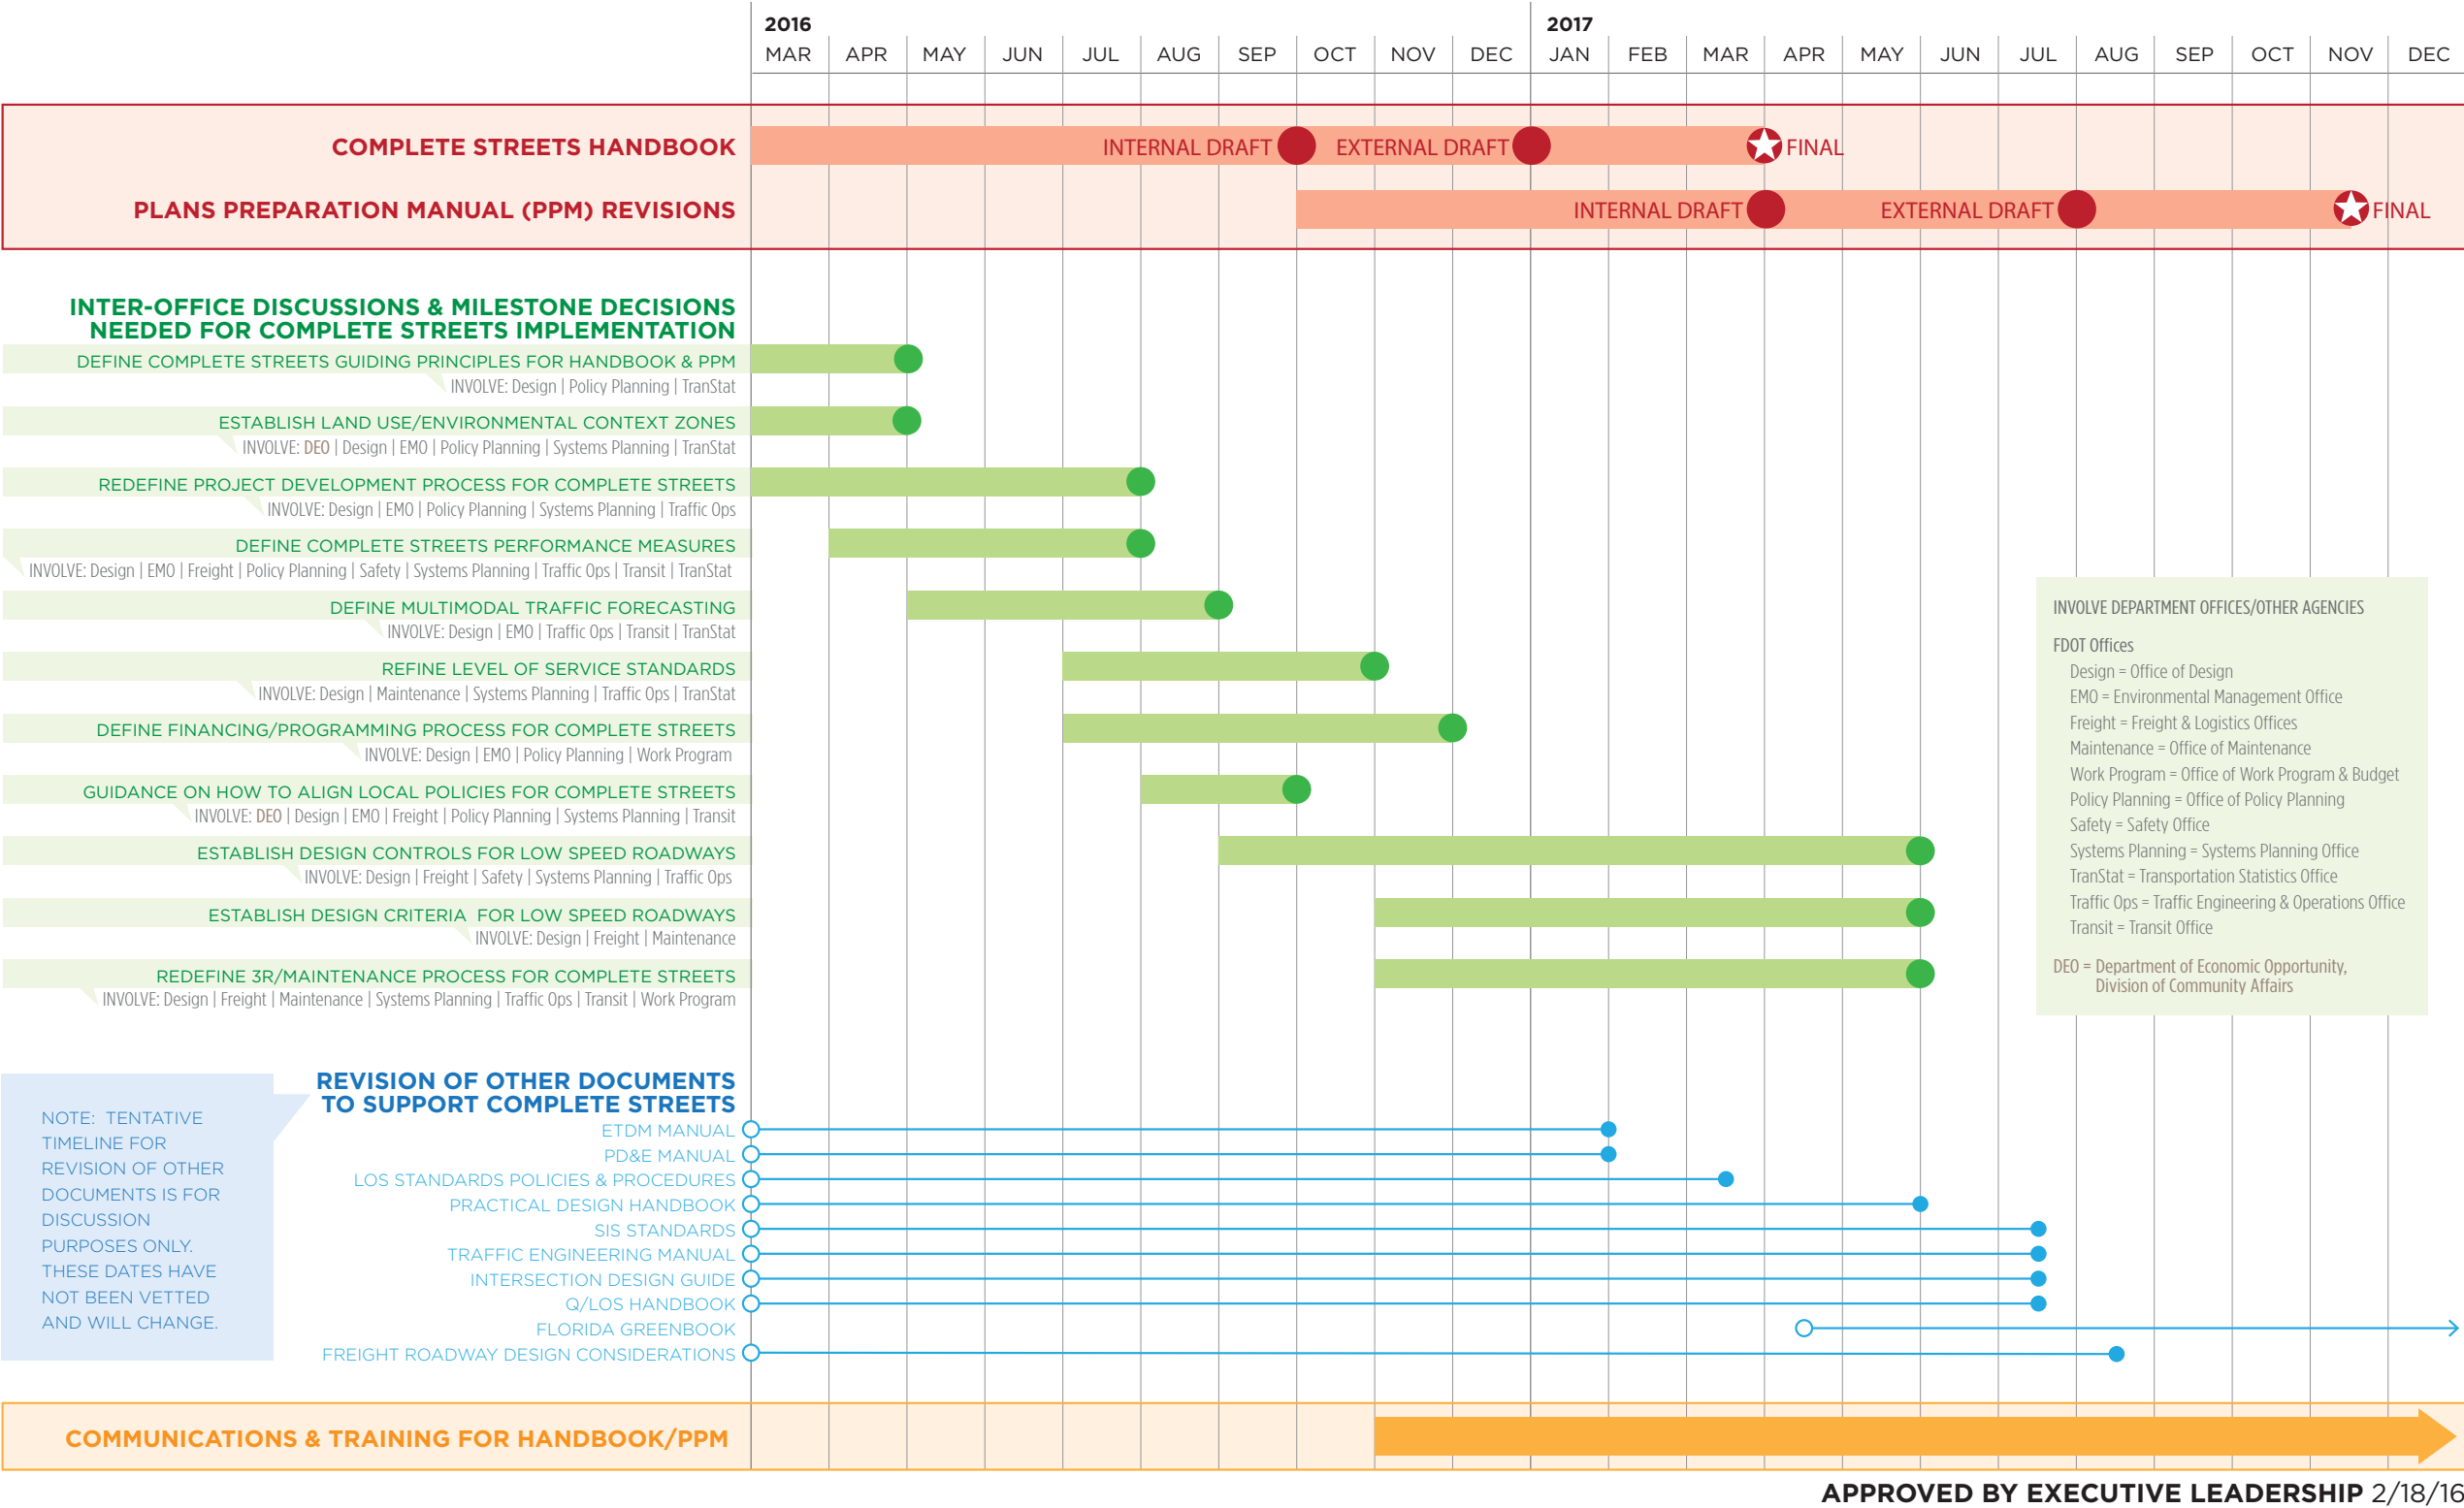 2016
2017
MAR APR MAY JUN JUL AUG SEP OCT NOV DEC JAN FEB MAR APR MAY JUN JUL AUG SEP OCT NOV DEC
COMPLETE STREETS HANDBOOK
INTERNAL DRAFT
EXTERNAL DRAFT
FINAL
PLANS PREPARATION MANUAL (PPM) REVISIONS
INTERNAL DRAFT
EXTERNAL DRAFT
FINAL
INTER-OFFICE DISCUSSIONS & MILESTONE DECISIONS
NEEDED FOR COMPLETE STREETS IMPLEMENTATION
DEFINE COMPLETE STREETS GUIDING PRINCIPLES FOR HANDBOOK & PPM
INVOLVE: Design | Policy Planning | TranStat
ESTABLISH LAND USE/ENVIRONMENTAL CONTEXT ZONES
INVOLVE: DEO | Design | EMO | Policy Planning | Systems Planning | TranStat
REDEFINE PROJECT DEVELOPMENT PROCESS FOR COMPLETE STREETS
INVOLVE: Design | EMO | Policy Planning | Systems Planning | Traffic Ops
DEFINE COMPLETE STREETS PERFORMANCE MEASURES
INVOLVE: Design | EMO | Freight | Policy Planning | Safety | Systems Planning | Traffic Ops | Transit | TranStat
DEFINE MULTIMODAL TRAFFIC FORECASTING
INVOLVE: Design | EMO | Traffic Ops | Transit | TranStat
REFINE LEVEL OF SERVICE STANDARDS
INVOLVE: Design | Maintenance | Systems Planning | Traffic Ops | TranStat
DEFINE FINANCING/PROGRAMMING PROCESS FOR COMPLETE STREETS
INVOLVE: Design | EMO | Policy Planning | Work Program
GUIDANCE ON HOW TO ALIGN LOCAL POLICIES FOR COMPLETE STREETS
INVOLVE: DEO | Design | EMO | Freight | Policy Planning | Systems Planning | Transit
ESTABLISH DESIGN CONTROLS FOR LOW SPEED ROADWAYS
INVOLVE: Design | Freight | Safety | Systems Planning | Traffic Ops
ESTABLISH DESIGN CRITERIA FOR LOW SPEED ROADWAYS
INVOLVE: Design | Freight | Maintenance
REDEFINE 3R/MAINTENANCE PROCESS FOR COMPLETE STREETS
INVOLVE: Design | Freight | Maintenance | Systems Planning | Traffic Ops | Transit | Work Program
INVOLVE DEPARTMENT OFFICES/OTHER AGENCIES
FDOT Offices
Design = Office of Design
EMO = Environmental Management Office
Freight = Freight & Logistics Offices
Maintenance = Office of Maintenance
Work Program = Office of Work Program & Budget
Policy Planning = Office of Policy Planning
Safety = Safety Office
Systems Planning = Systems Planning Office
TranStat = Transportation Statistics Office
Traffic Ops = Traffic Engineering & Operations Office
Transit = Transit Office
DEO = Department of Economic Opportunity,
Division of Community Affairs
REVISION OF OTHER DOCUMENTS
TO SUPPORT COMPLETE STREETS
NOTE: TENTATIVE
TIMELINE FOR
REVISION OF OTHER
DOCUMENTS IS FOR
DISCUSSION
PURPOSES ONLY.
THESE DATES HAVE
NOT BEEN VETTED
AND WILL CHANGE.
ETDM MANUAL
PD&E MANUAL
LOS STANDARDS POLICIES & PROCEDURES
PRACTICAL DESIGN HANDBOOK
SIS STANDARDS
TRAFFIC ENGINEERING MANUAL
INTERSECTION DESIGN GUIDE
Q/LOS HANDBOOK
FLORIDA GREENBOOK
FREIGHT ROADWAY DESIGN CONSIDERATIONS
COMMUNICATIONS & TRAINING FOR HANDBOOK/PPM
APPROVED BY EXECUTIVE LEADERSHIP 2/18/16